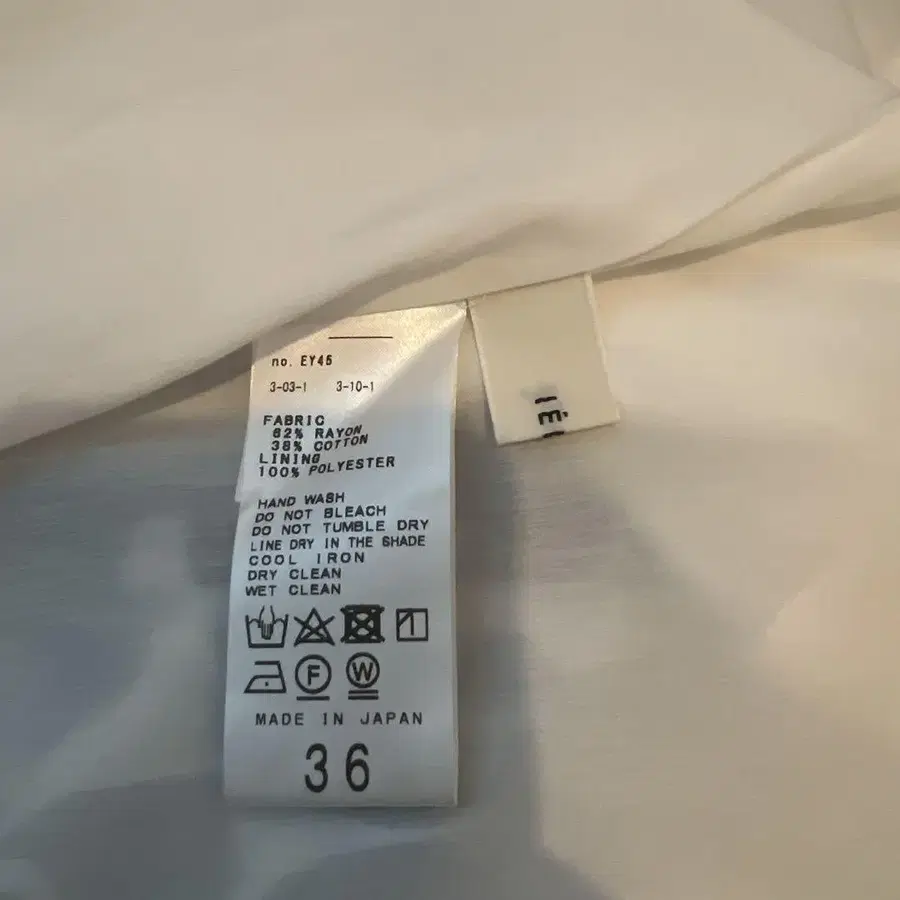 no. EY45
3-03-1 3-10-1
FABRIC
62% RAYON
38% COTTON
LINING
100% POLYESTER
HAND WASH
DO NOT BLEACH
DO NOT TUMBLE DRY
LINE DRY IN THE SHADE
COOL IRON
DRY CLEAN
WET CLEAN
F W
MADE IN JAPAN
36